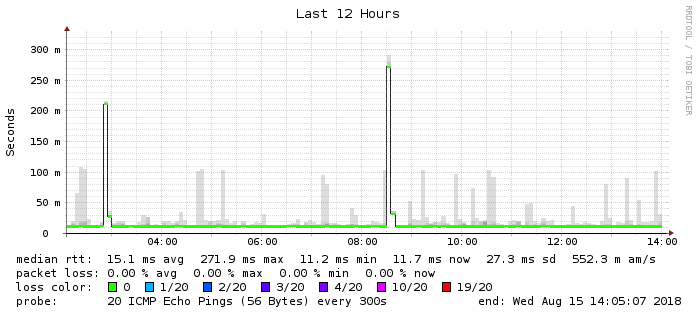 Last 12 Hours
RRDTOOL / TOBI OETIKER
Seconds
300 m
250 m
200 m
150 m
100 m
50 m
0
04:00 06:00 08:00 10:00 12:00 14:00
median rtt: 15.1 ms avg 271.9 ms max 11.2 ms min 11.7 ms now 27.3 ms sd 552.3 m am/s
packet loss: 0.00 % avg 0.00 % max 0.00 % min 0.00 % now
loss color: 0 1/20 2/20 3/20 4/20 10/20 19/20
probe: 20 ICMP Echo Pings (56 Bytes) every 300s end: Wed Aug 15 14:05:07 2018